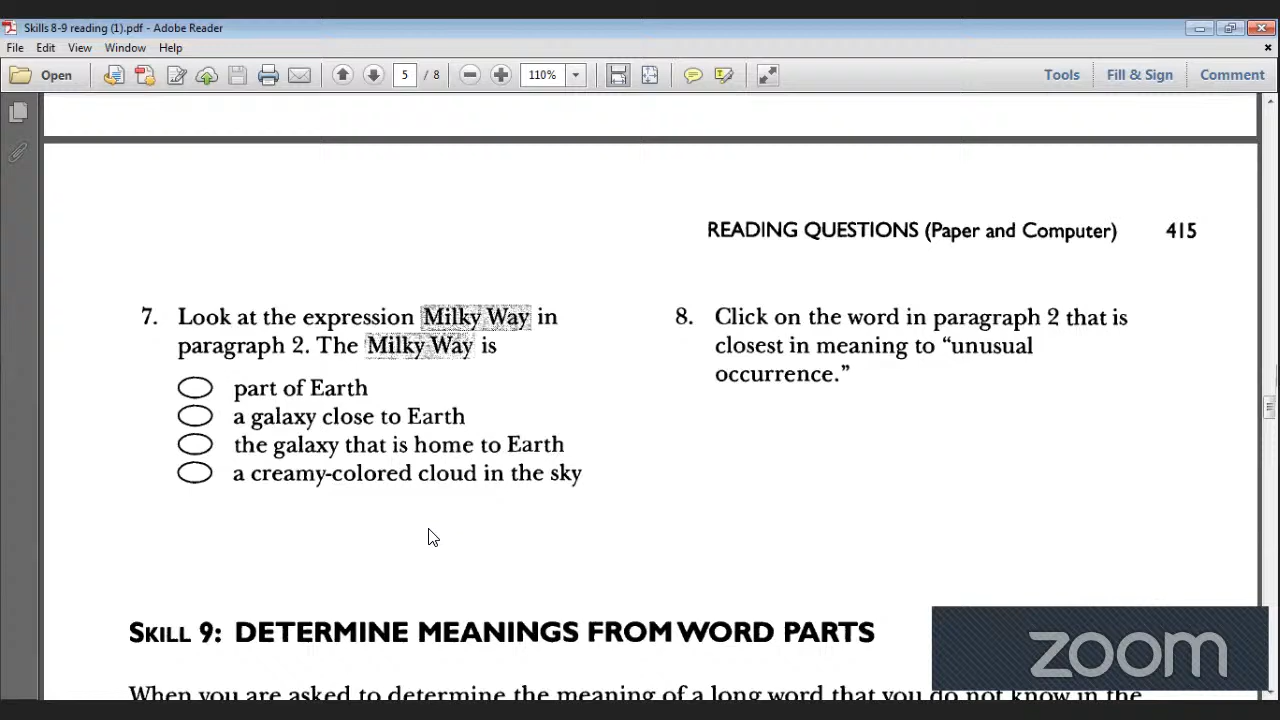 Skills 8-9 reading (1).pdf - Adobe Reader
File Edit View Window Help
Open 5 / 8 110% Tools Fill & Sign Comment
READING QUESTIONS (Paper and Computer) 415
7. Look at the expression Milky Way in
paragraph 2. The Milky Way is
part of Earth
a galaxy close to Earth
the galaxy that is home to Earth
a creamy-colored cloud in the sky
8. Click on the word in paragraph 2 that is
closest in meaning to “unusual
occurrence.”
SKILL 9: DETERMINE MEANINGS FROM WORD PARTS
When you are asked to determine the meaning of a long word that you do not know in the
zoom